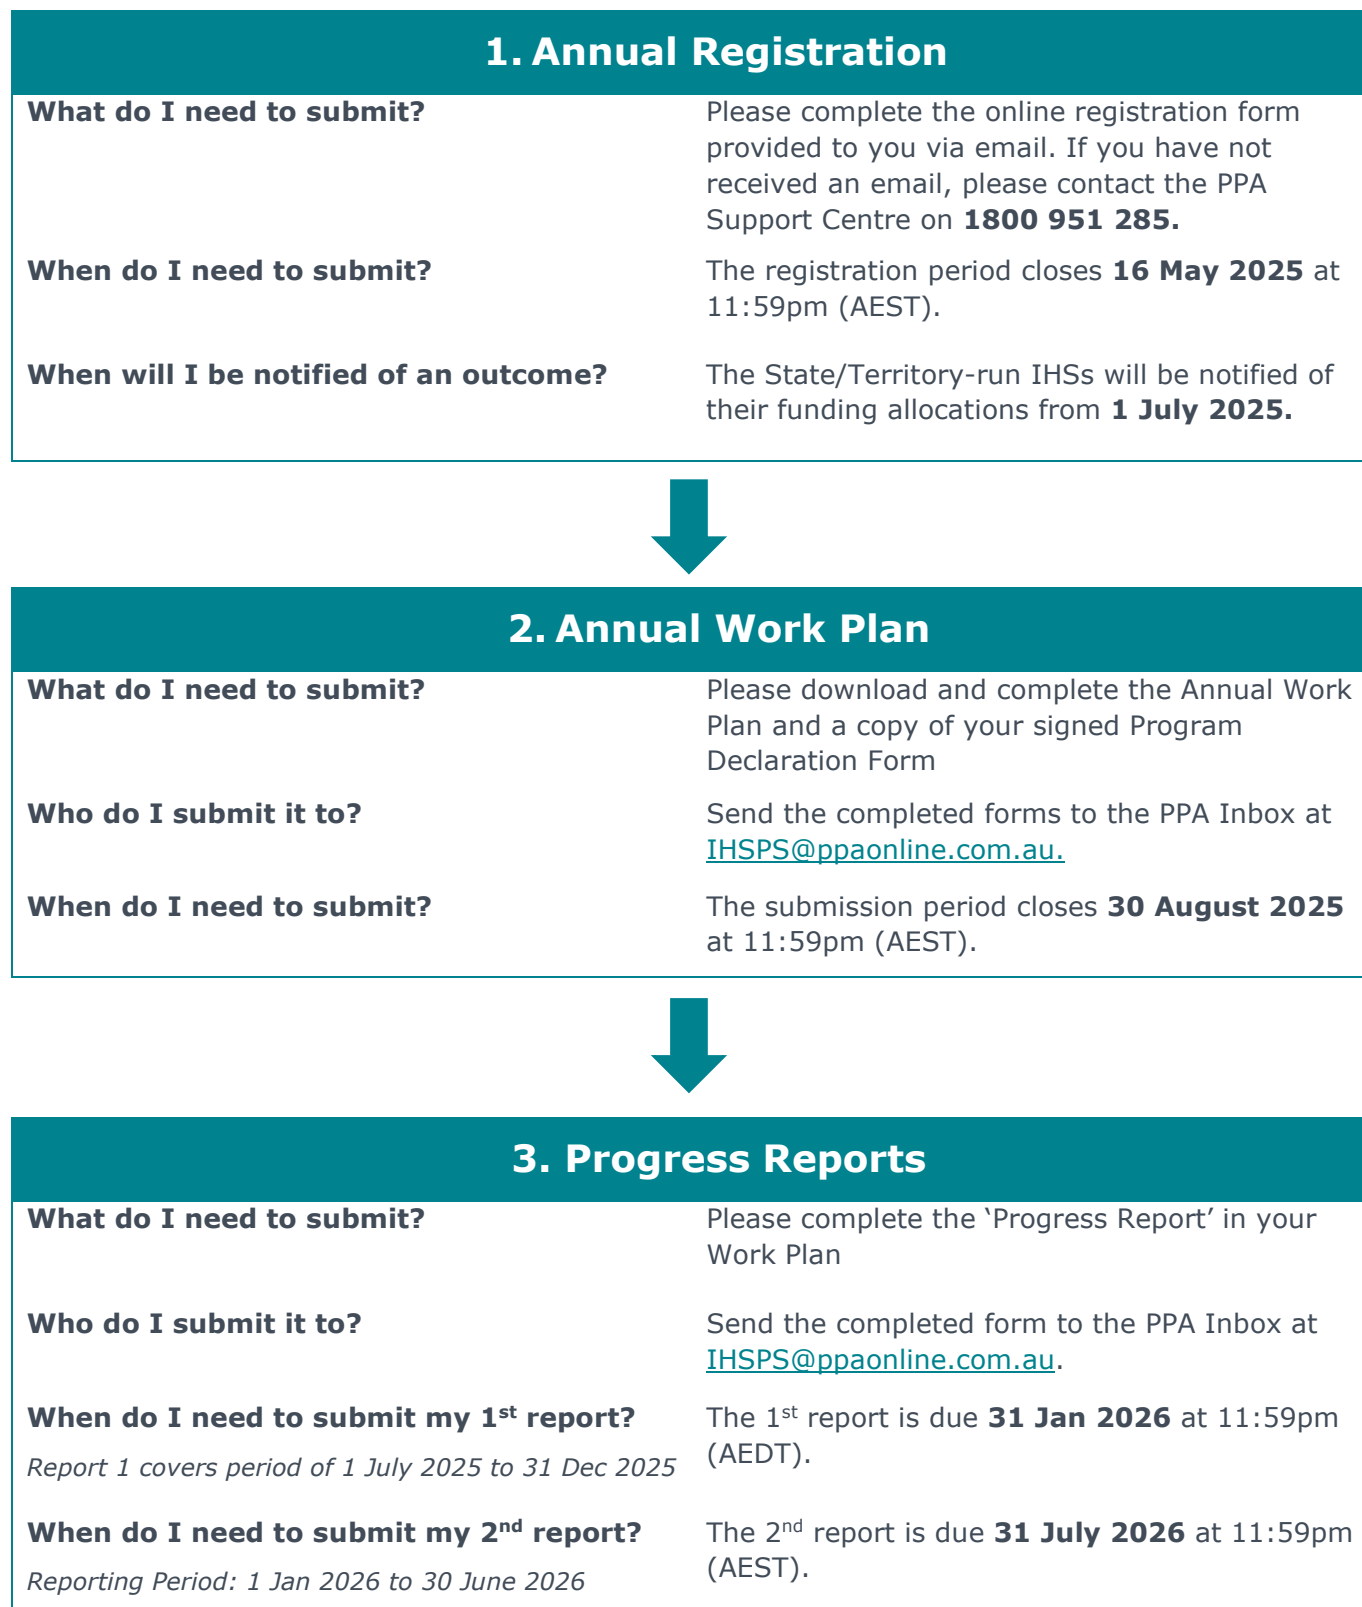 1. Annual Registration
What do I need to submit?
Please complete the online registration form
provided to you via email. If you have not
received an email, please contact the PPA
Support Centre on 1800 951 285.
When do I need to submit?
The registration period closes 16 May 2025 at
11:59pm (AEST).
When will I be notified of an outcome?
The State/Territory-run IHSs will be notified of
their funding allocations from 1 July 2025.
2. Annual Work Plan
What do I need to submit?
Please download and complete the Annual Work
Plan and a copy of your signed Program
Declaration Form
Who do I submit it to?
Send the completed forms to the PPA Inbox at
IHSPS@ppaonline.com.au.
When do I need to submit?
The submission period closes 30 August 2025
at 11:59pm (AEST).
3. Progress Reports
What do I need to submit?
Please complete the ‘Progress Report’ in your
Work Plan
Who do I submit it to?
Send the completed form to the PPA Inbox at
IHSPS@ppaonline.com.au.
When do I need to submit my 1st report?
Report 1 covers period of 1 July 2025 to 31 Dec 2025
The 1st report is due 31 Jan 2026 at 11:59pm
(AEDT).
When do I need to submit my 2nd report?
Reporting Period: 1 Jan 2026 to 30 June 2026
The 2nd report is due 31 July 2026 at 11:59pm
(AEST).